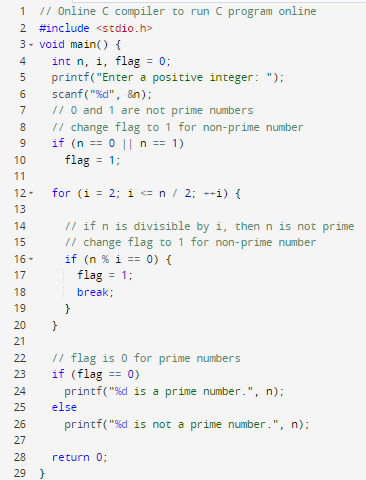 1 // Online C compiler to run C program online
2 #include <stdio.h>
3 void main() {
4 int n, i, flag = 0;
5 printf("Enter a positive integer: ");
6 scanf("%d", &n);
7 // 0 and 1 are not prime numbers
8 // change flag to 1 for non-prime number
9 if (n == 0 || n == 1)
10 flag = 1;
11
12 for (i = 2; i <= n / 2; ++i) {
13
14 // if n is divisible by i, then n is not prime
15 // change flag to 1 for non-prime number
16 if (n % i == 0) {
17 flag = 1;
18 break;
19 }
20 }
21
22 // flag is 0 for prime numbers
23 if (flag == 0)
24 printf("%d is a prime number.", n);
25 else
26 printf("%d is not a prime number.", n);
27
28 return 0;
29 }